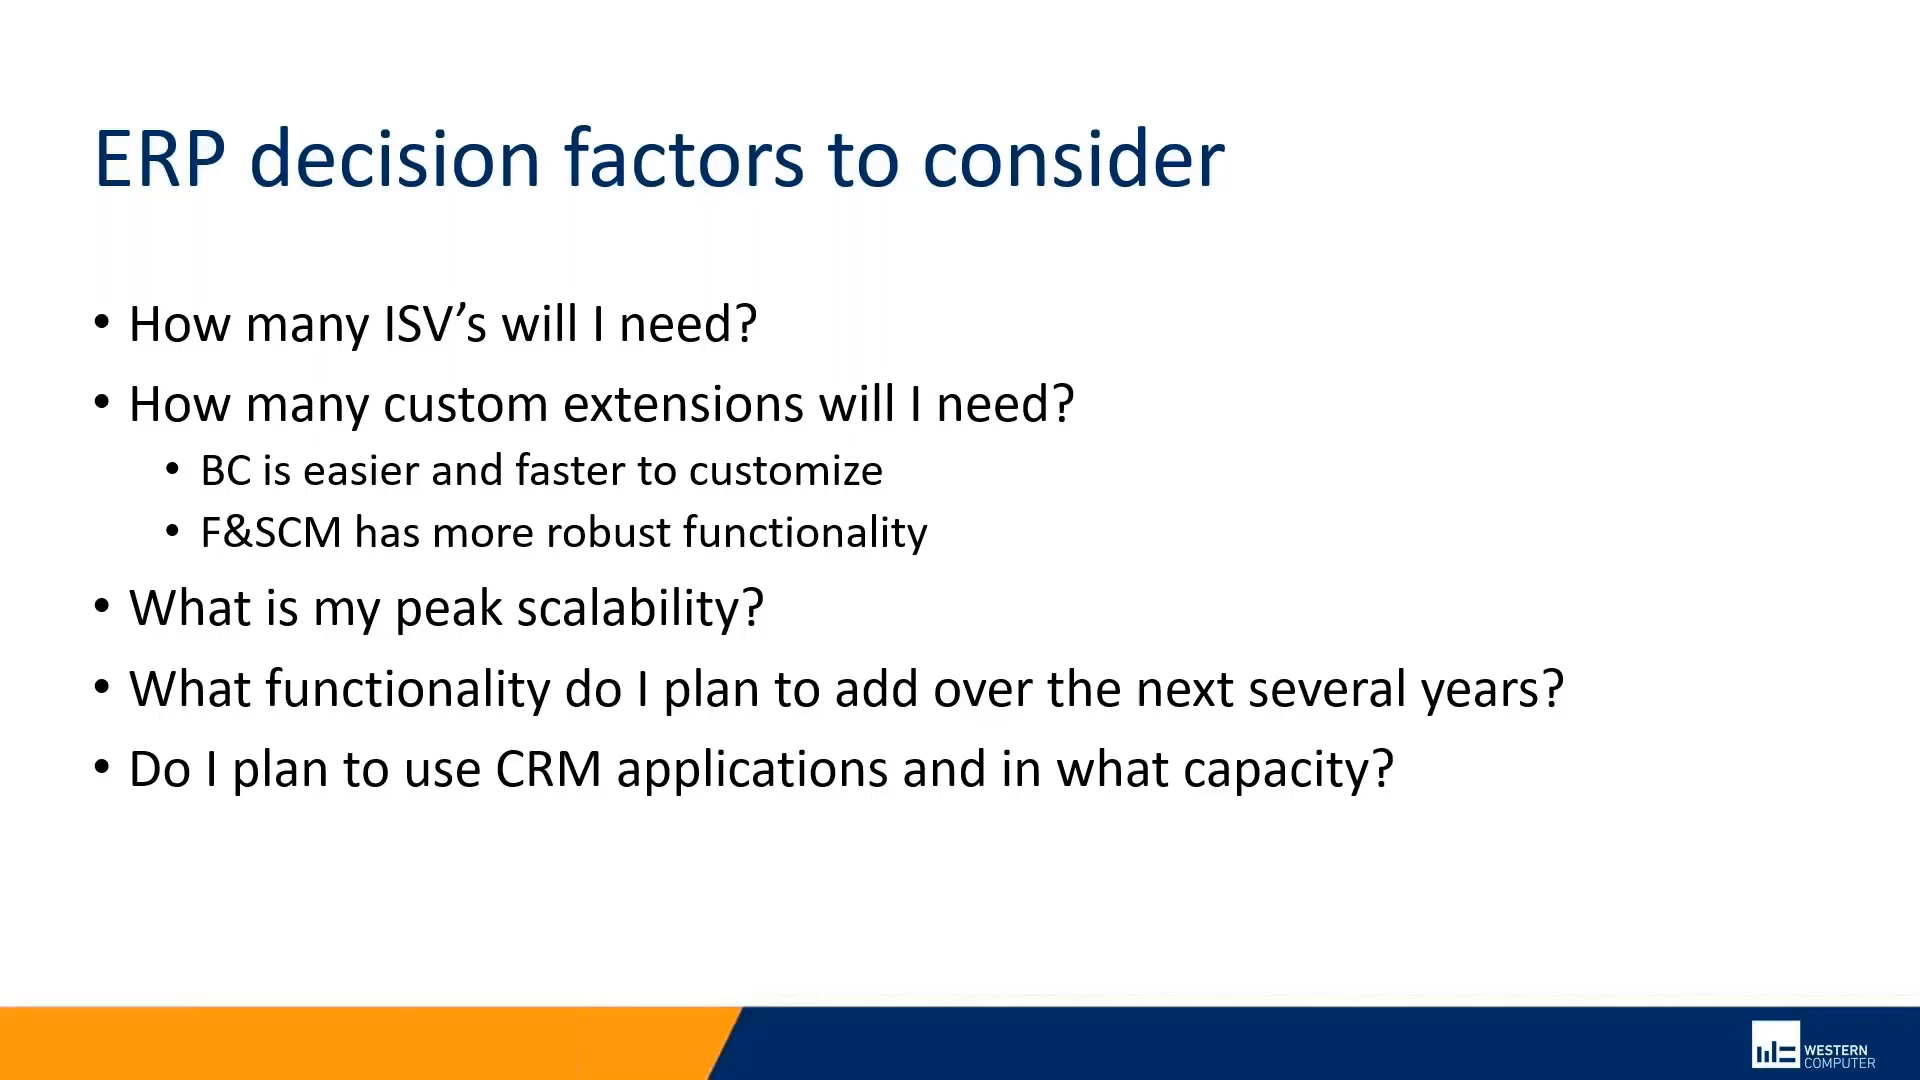 ERP decision factors to consider
• How many ISV’s will I need?
• How many custom extensions will I need?
• BC is easier and faster to customize
• F&SCM has more robust functionality
• What is my peak scalability?
• What functionality do I plan to add over the next several years?
• Do I plan to use CRM applications and in what capacity?
WESTERN
COMPUTER